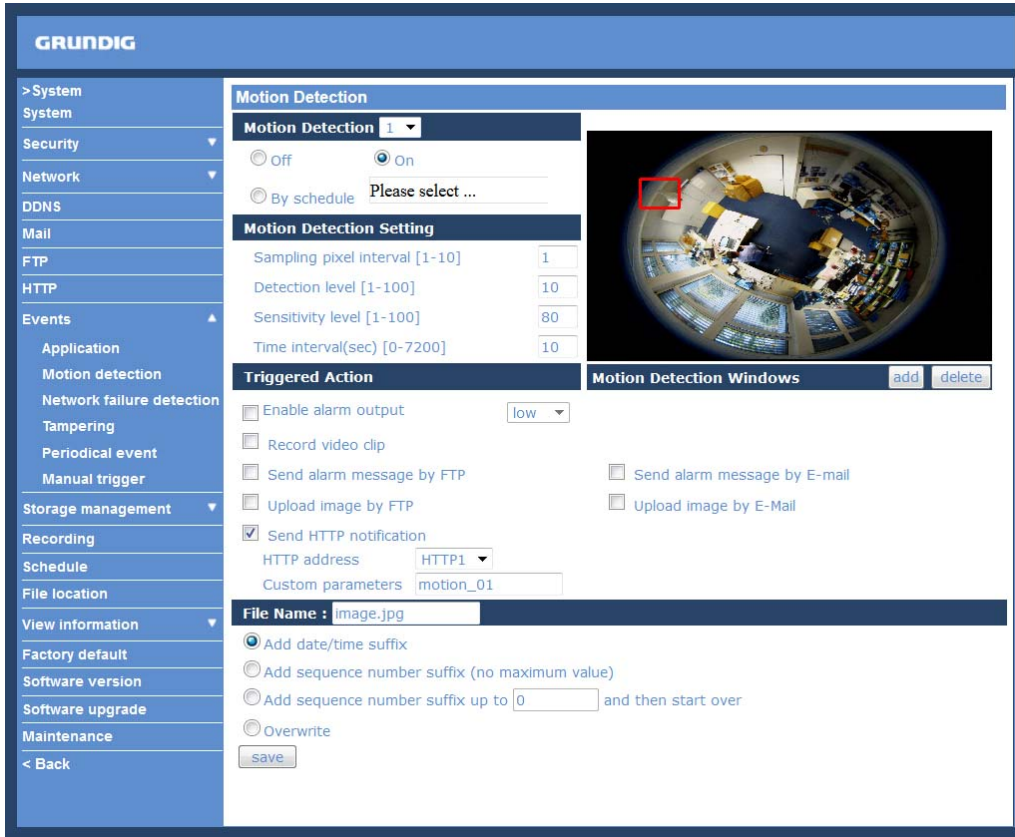 GRUNDIG
>System
System
Security
Network
DDNS
Mail
FTP
HTTP
Events
Application
Motion detection
Network failure detection
Tampering
Periodical event
Manual trigger
Storage management
Recording
Schedule
File location
View information
Factory default
Software version
Software upgrade
Maintenance
< Back
Motion Detection
Motion Detection 1
Off On
By schedule Please select ...
Motion Detection Setting
Sampling pixel interval [1-10] 1
Detection level [1-100] 10
Sensitivity level [1-100] 80
Time interval(sec) [0-7200] 10
Motion Detection Windows add delete
Triggered Action
Enable alarm output low
Record video clip
Send alarm message by FTP Send alarm message by E-mail
Upload image by FTP Upload image by E-Mail
Send HTTP notification
HTTP address HTTP1
Custom parameters motion_01
File Name : image.jpg
Add date/time suffix
Add sequence number suffix (no maximum value)
Add sequence number suffix up to 0 and then start over
Overwrite
save